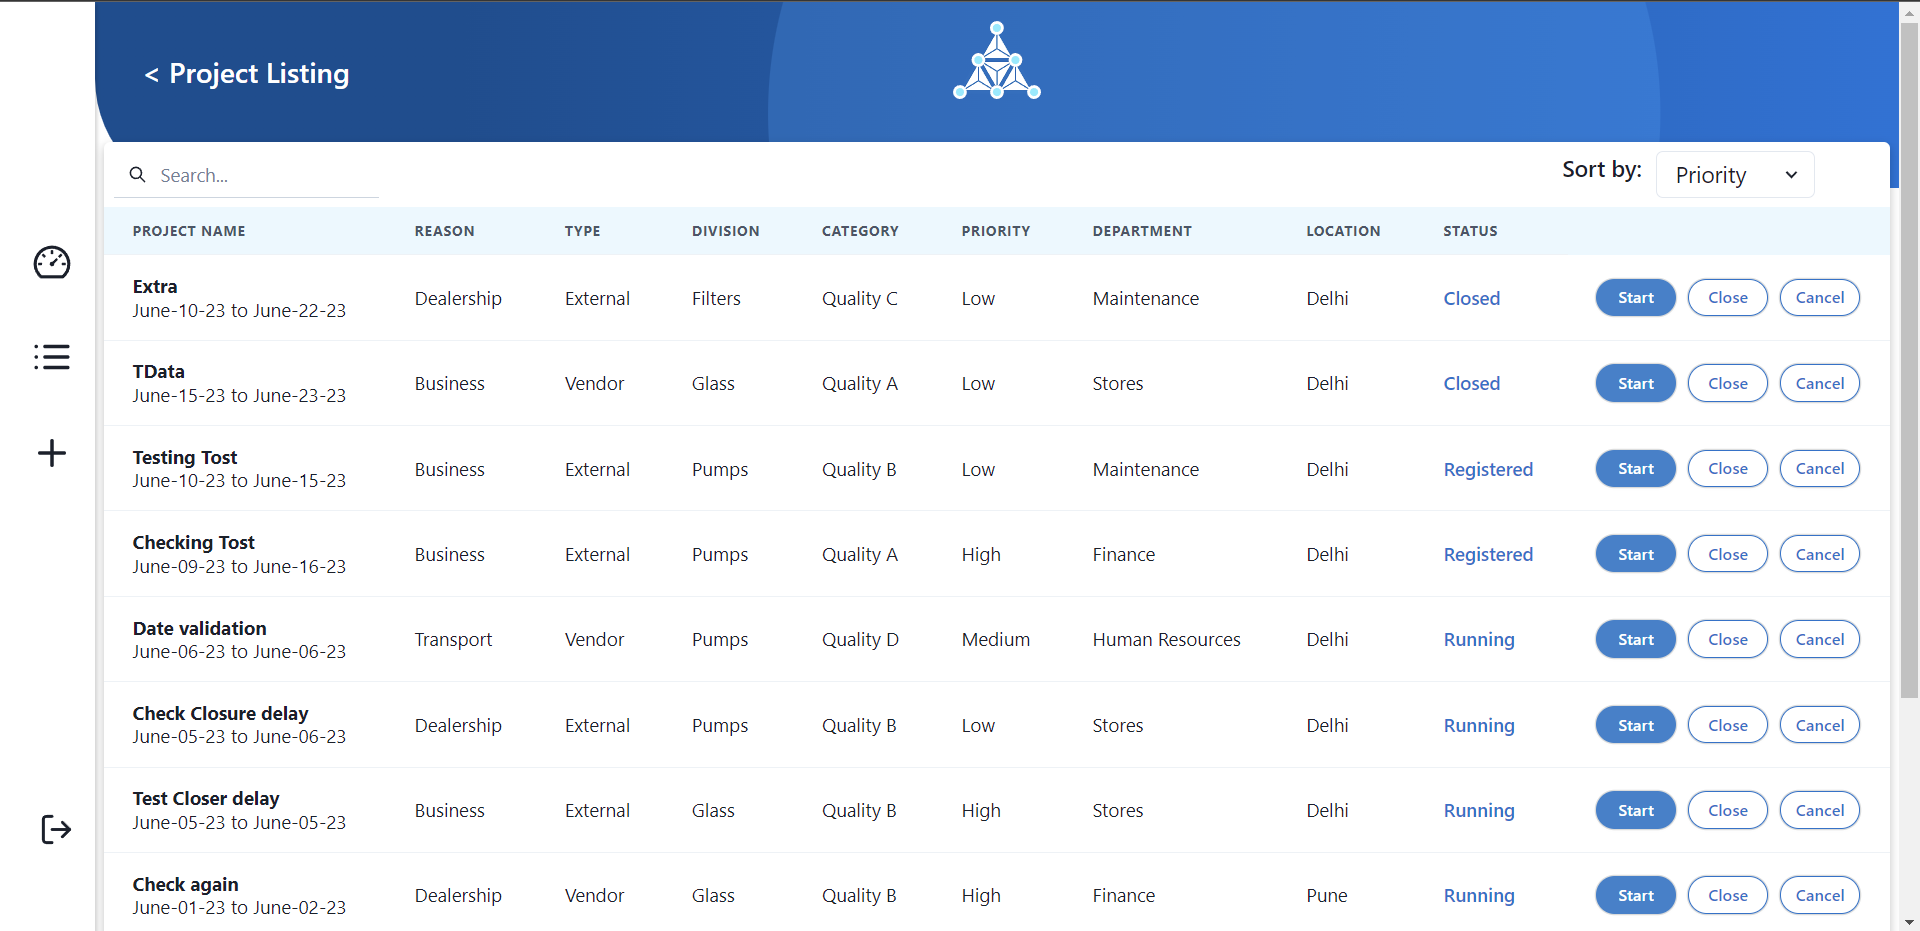 < Project Listing
Search...
Sort by: Priority
PROJECT NAME REASON TYPE DIVISION CATEGORY PRIORITY DEPARTMENT LOCATION STATUS
Extra
June-10-23 to June-22-23 Dealership External Filters Quality C Low Maintenance Delhi Closed Start Close Cancel
TData
June-15-23 to June-23-23 Business Vendor Glass Quality A Low Stores Delhi Closed Start Close Cancel
Testing Tost
June-10-23 to June-15-23 Business External Pumps Quality B Low Maintenance Delhi Registered Start Close Cancel
Checking Tost
June-09-23 to June-16-23 Business External Pumps Quality A High Finance Delhi Registered Start Close Cancel
Date validation
June-06-23 to June-06-23 Transport Vendor Pumps Quality D Medium Human Resources Delhi Running Start Close Cancel
Check Closure delay
June-05-23 to June-06-23 Dealership External Pumps Quality B Low Stores Delhi Running Start Close Cancel
Test Closer delay
June-05-23 to June-05-23 Business External Glass Quality B High Stores Delhi Running Start Close Cancel
Check again
June-01-23 to June-02-23 Dealership Vendor Glass Quality B High Finance Pune Running Start Close Cancel